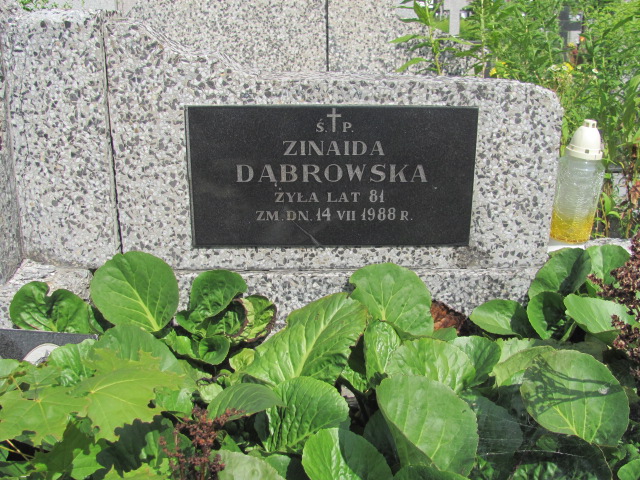 Ś. P.
ZINAIDA
DĄBROWSKA
ŻYŁA LAT 81
ZM. DN. 14 VII 1988 R.